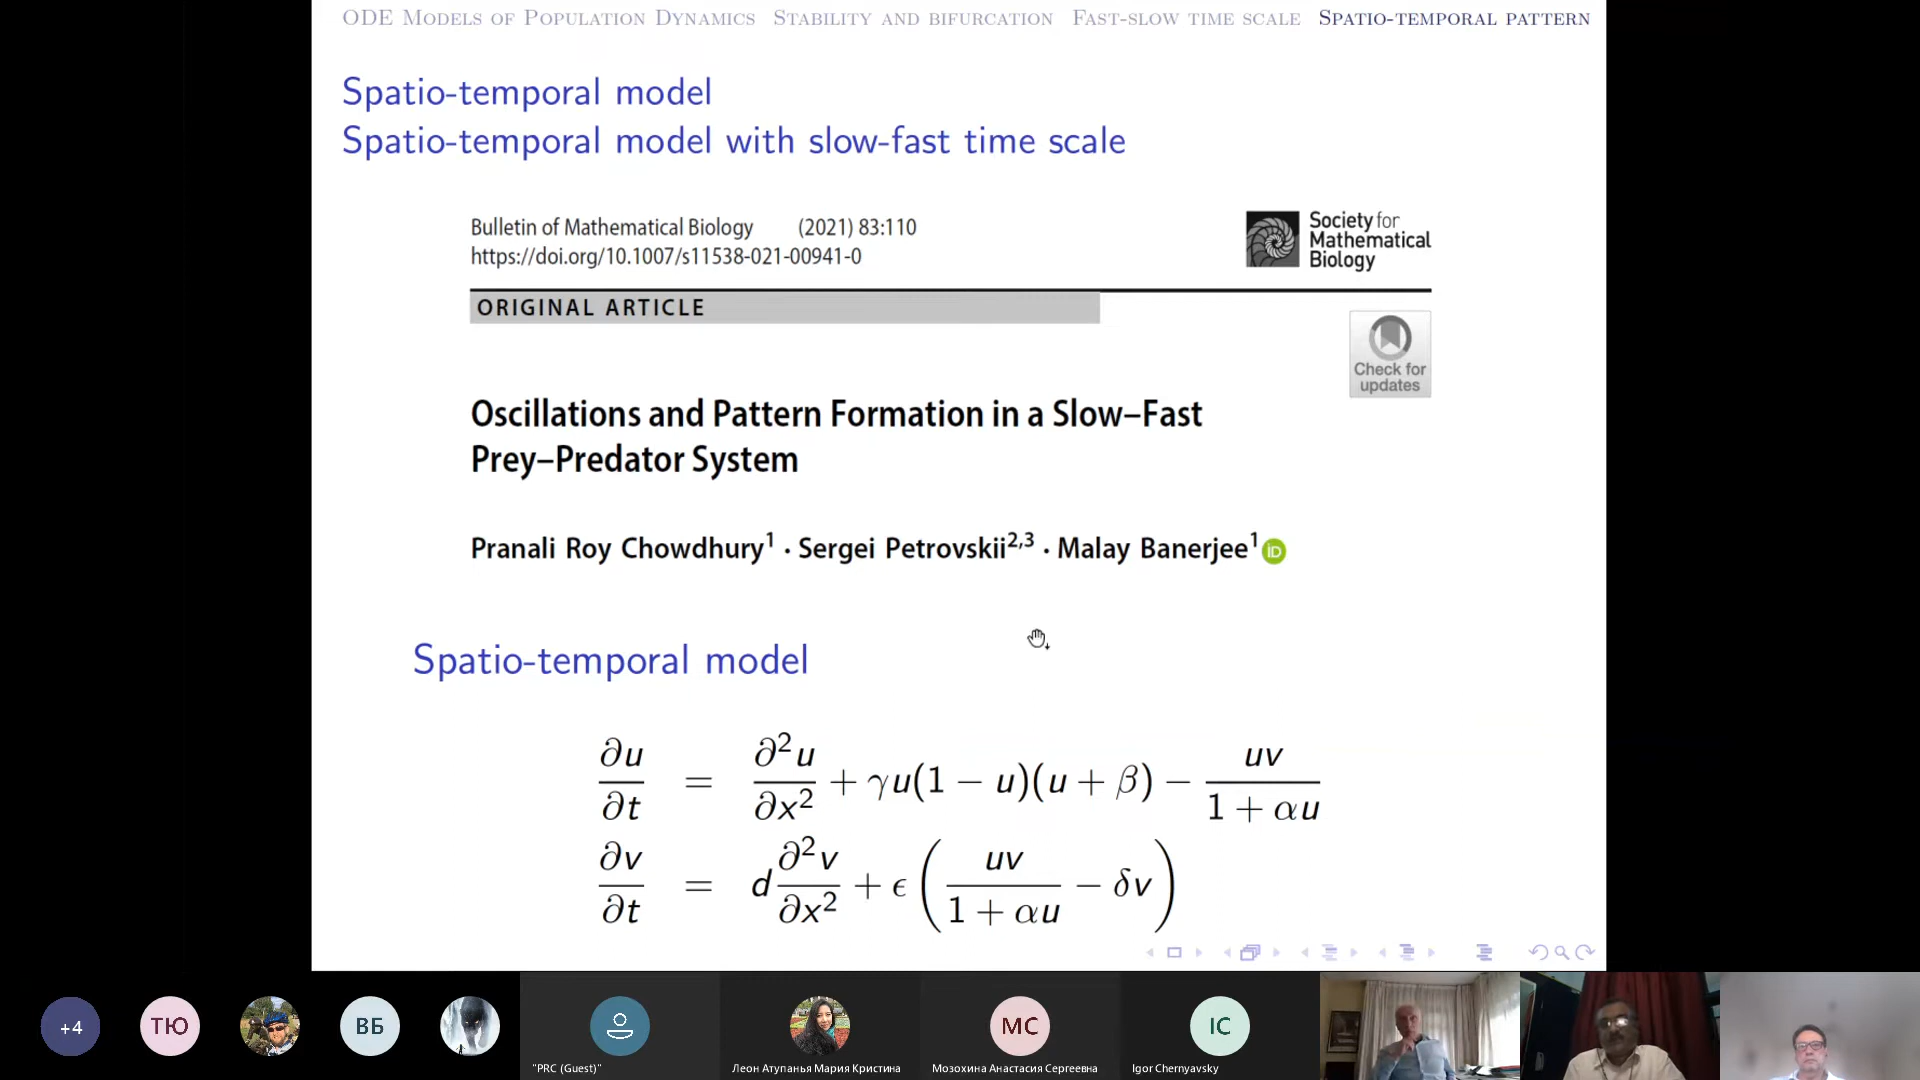 ODE Models of Population Dynamics Stability and bifurcation Fast-slow time scale Spatio-temporal pattern
Spatio-temporal model
Spatio-temporal model with slow-fast time scale
Bulletin of Mathematical Biology (2021) 83:110
https://doi.org/10.1007/s11538-021-00941-0
Society for
Mathematical
Biology
ORIGINAL ARTICLE
Check for
updates
Oscillations and Pattern Formation in a Slow–Fast
Prey–Predator System
Pranali Roy Chowdhury¹ · Sergei Petrovskii²,³ · Malay Banerjee¹ iD
Spatio-temporal model
∂u/∂t = ∂²u/∂x² + γu(1 − u)(u + β) − uv/(1 + αu)
∂v/∂t = d ∂²v/∂x² + ϵ (uv/(1 + αu) − δv)
+4
ТЮ
ВБ
МС
IC
"PRC (Guest)"
Леон Атупанья Мария Кристина
Мозохина Анастасия Сергеевна
Igor Chernyavsky